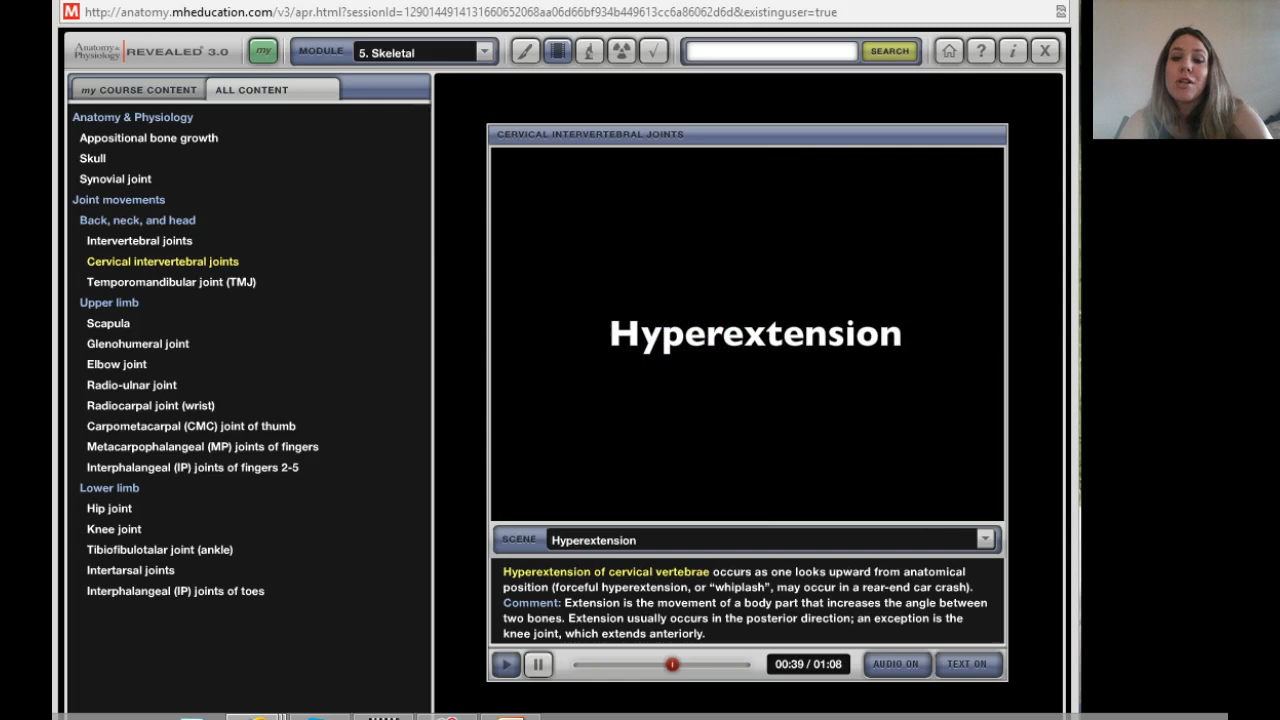 http://anatomy.mheducation.com/v3/apr.html?sessionId=1290144914131660652068aa06d66bf934b449613cc6a86062d6d&existinguser=true
Anatomy & Physiology REVEALED® 3.0
my
MODULE 5. Skeletal
SEARCH
? i X
my COURSE CONTENT ALL CONTENT
Anatomy & Physiology
Appositional bone growth
Skull
Synovial joint
Joint movements
Back, neck, and head
Intervertebral joints
Cervical intervertebral joints
Temporomandibular joint (TMJ)
Upper limb
Scapula
Glenohumeral joint
Elbow joint
Radio-ulnar joint
Radiocarpal joint (wrist)
Carpometacarpal (CMC) joint of thumb
Metacarpophalangeal (MP) joints of fingers
Interphalangeal (IP) joints of fingers 2-5
Lower limb
Hip joint
Knee joint
Tibiofibulotalar joint (ankle)
Intertarsal joints
Interphalangeal (IP) joints of toes
CERVICAL INTERVERTEBRAL JOINTS
Hyperextension
SCENE Hyperextension
Hyperextension of cervical vertebrae occurs as one looks upward from anatomical
position (forceful hyperextension, or “whiplash”, may occur in a rear-end car crash).
Comment: Extension is the movement of a body part that increases the angle between
two bones. Extension usually occurs in the posterior direction; an exception is the
knee joint, which extends anteriorly.
00:39 / 01:08 AUDIO ON TEXT ON